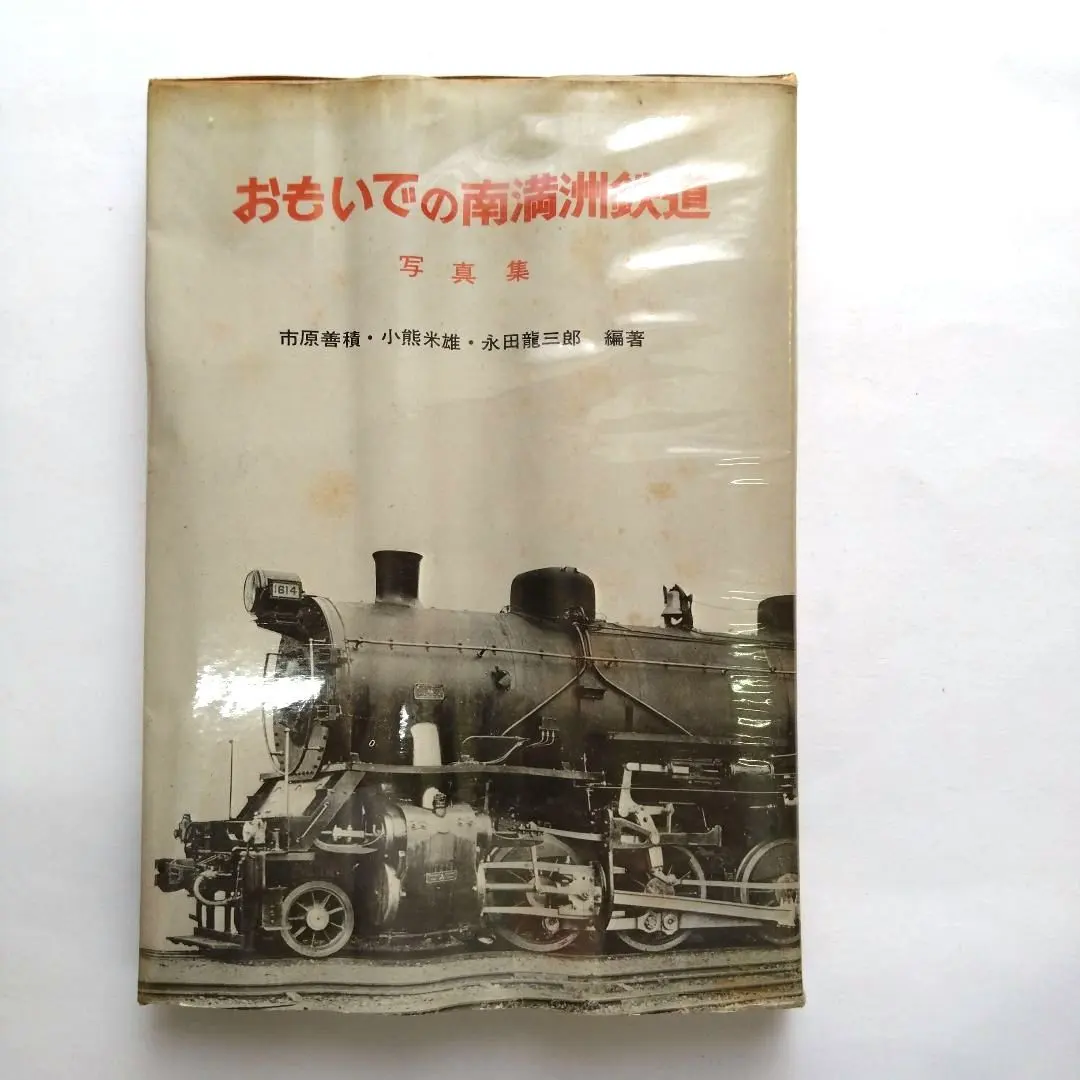 おもいでの南満洲鉄道
写真集
市原善積・小熊米雄・永田龍三郎 編著
1614